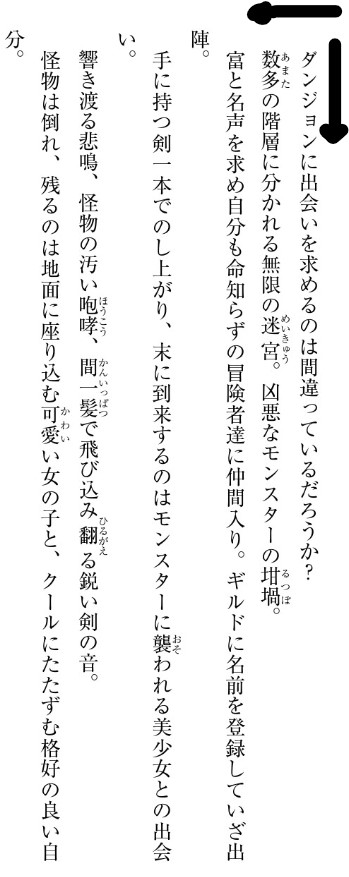 ダンジョンに出会いを求めるのは間違っているだろうか？
数多の階層に分かれる無限の迷宮。凶悪なモンスターの坩堝。
富と名声を求め自分も命知らずの冒険者達に仲間入り。ギルドに名前を登録していざ出
陣。
手に持つ剣一本でのし上がり、末に到来するのはモンスターに襲われる美少女との出会
い。
響き渡る悲鳴、怪物の汚い咆哮、間一髪で飛び込み翻る鋭い剣の音。
怪物は倒れ、残るのは地面に座り込む可愛い女の子と、クールにたたずむ格好の良い自
分。